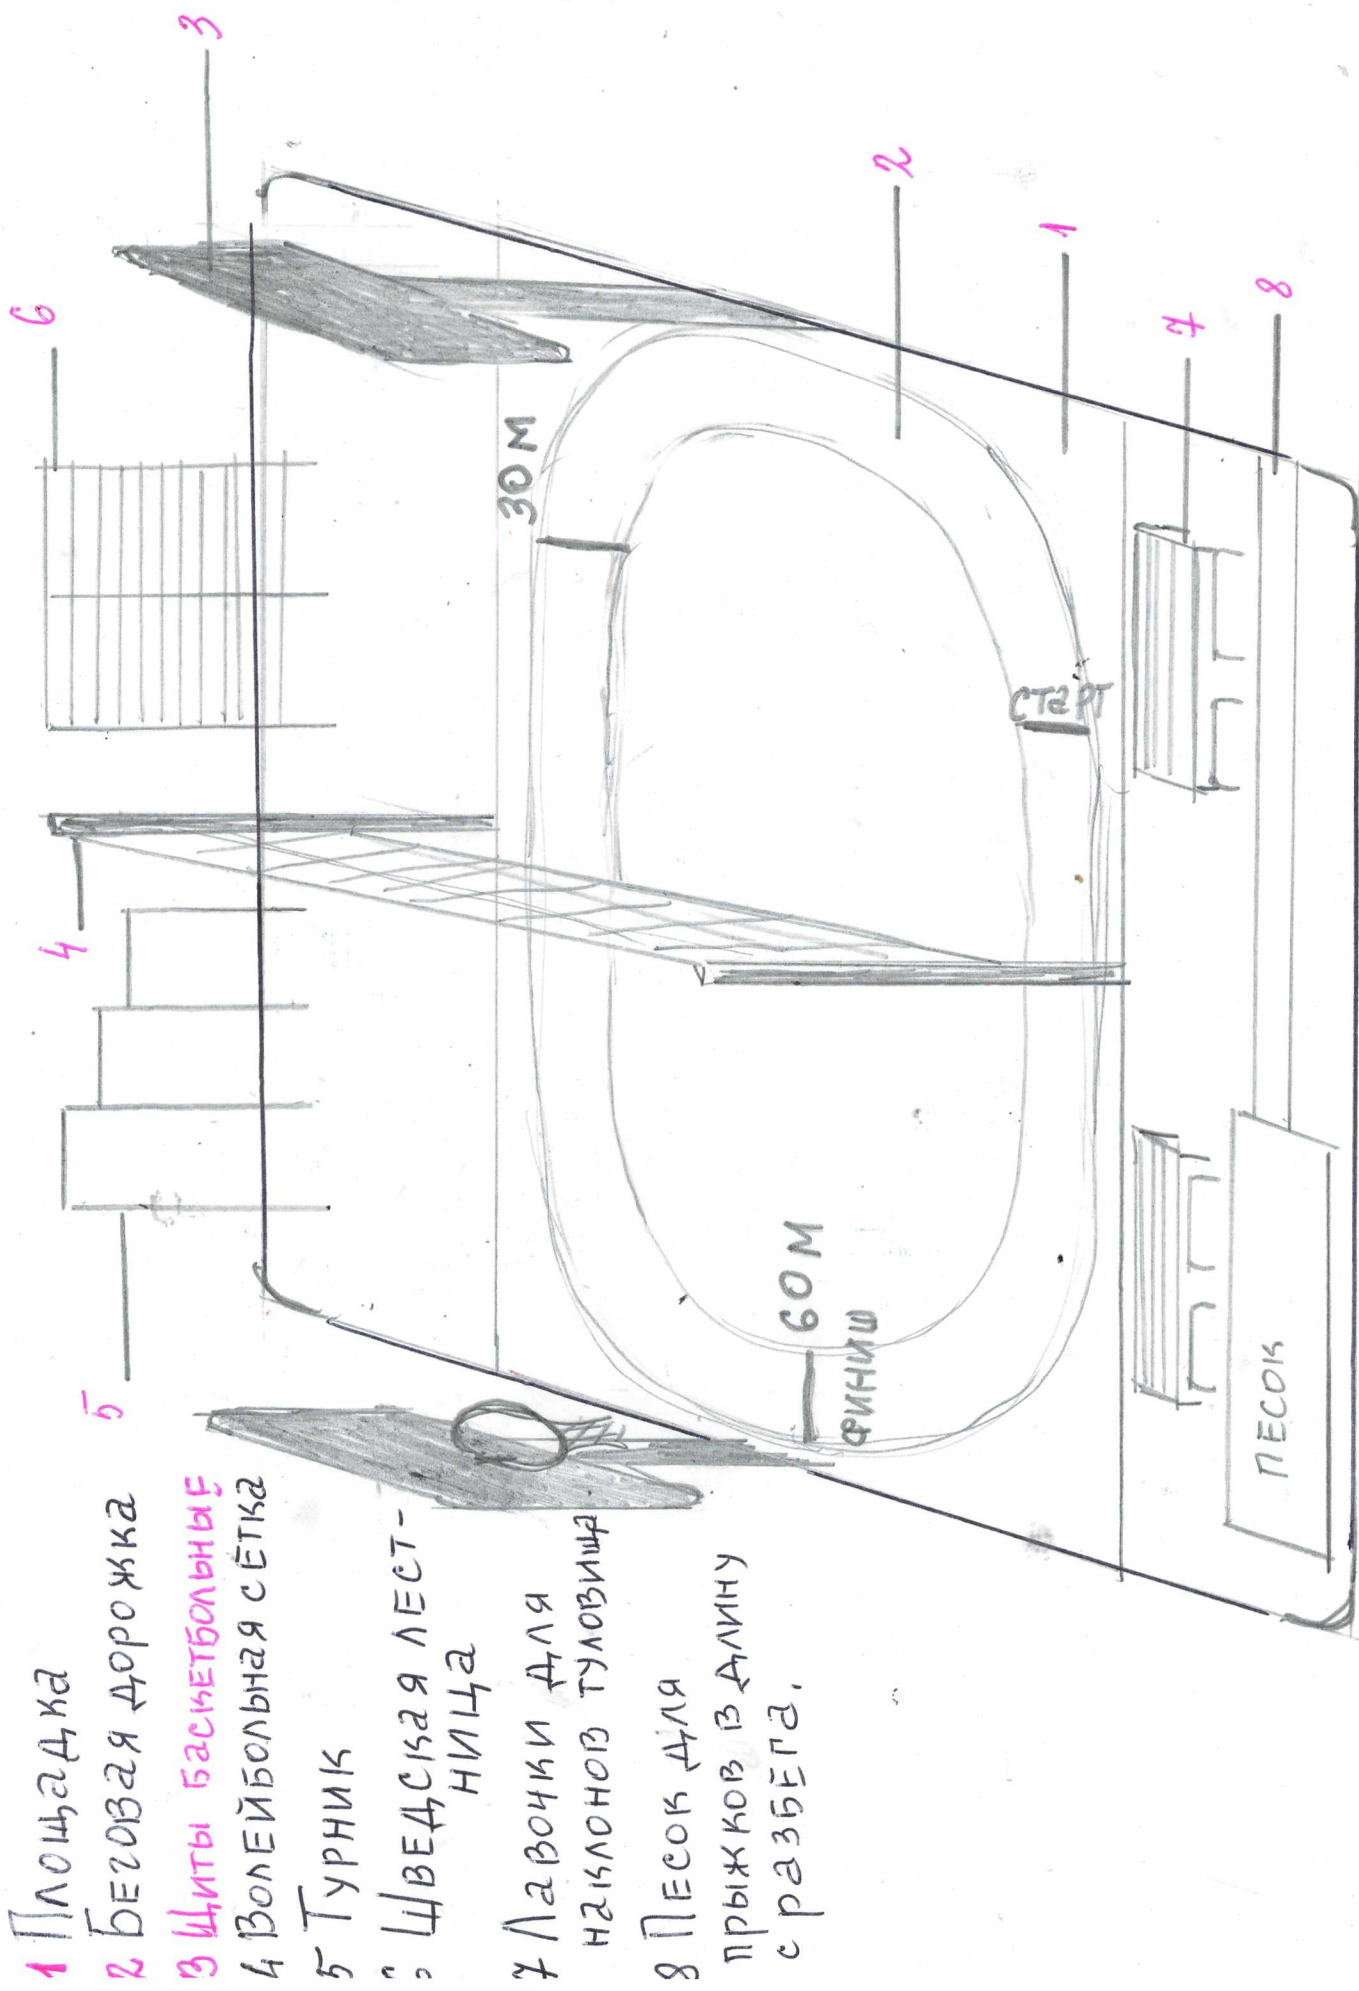 1 Площадка
2 Беговая дорожка
3 Щиты баскетбольные
4 Волейбольная сетка
5 Турник
Шведская лест-
ница
7 Лавочки для
наклонов туловища
8 Песок для
прыжков в длину
с разбега.
5
4
6
3
30 м
2
1
7
8
старт
60 м
финиш
песок